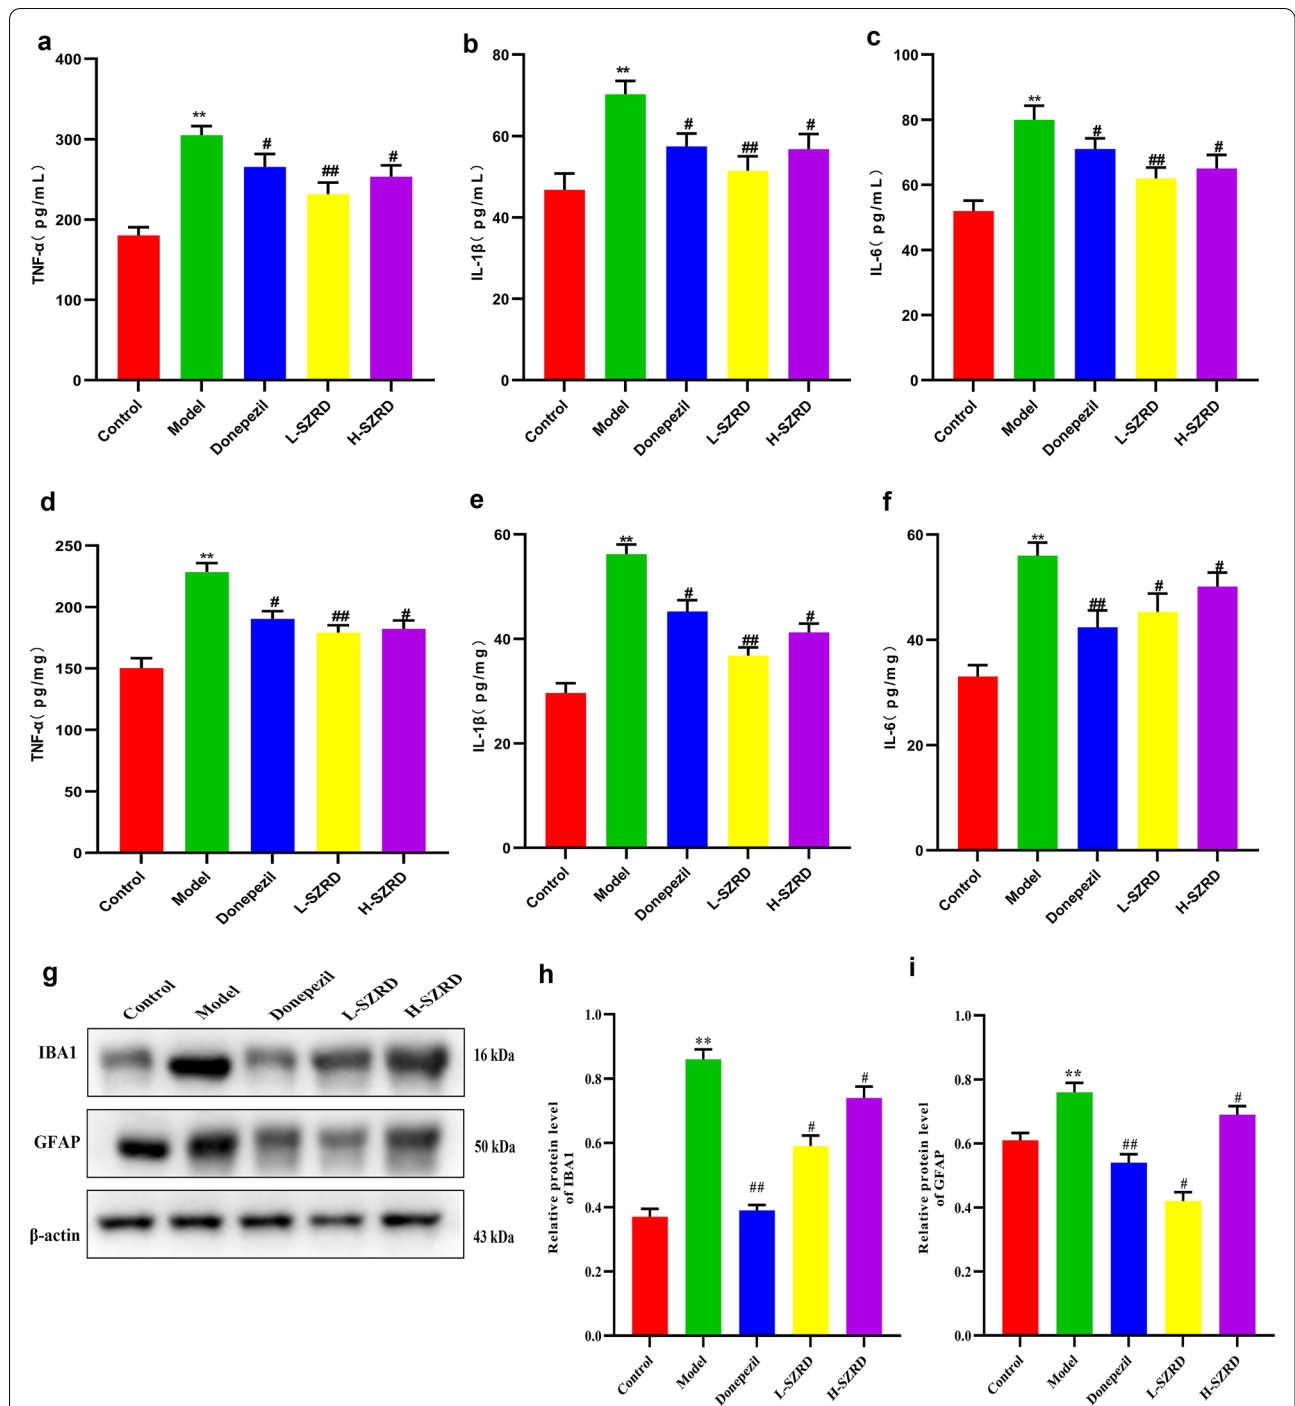 a
400
300
200
100
0
TNF-α( pg/mL)
**
#
##
#
Control
Model
Donepezil
L-SZRD
H-SZRD
b
80
60
40
20
0
IL-1β( pg/mL)
**
#
##
#
Control
Model
Donepezil
L-SZRD
H-SZRD
c
100
80
60
40
20
0
IL-6( pg/mL)
**
#
##
#
Control
Model
Donepezil
L-SZRD
H-SZRD
d
250
200
150
100
50
0
TNF-α( pg/mg)
**
#
##
#
Control
Model
Donepezil
L-SZRD
H-SZRD
e
60
40
20
0
IL-1β( pg/mg)
**
#
##
#
Control
Model
Donepezil
L-SZRD
H-SZRD
f
60
40
20
0
IL-6( pg/mg)
**
##
#
#
Control
Model
Donepezil
L-SZRD
H-SZRD
g
Control
Model
Donepezil
L-SZRD
H-SZRD
IBA1
16 kDa
GFAP
50 kDa
β-actin
43 kDa
h
1.0
0.8
0.6
0.4
0.2
0.0
Relative protein level
of IBA1
**
##
#
#
Control
Model
Donepezil
L-SZRD
H-SZRD
i
1.0
0.8
0.6
0.4
0.2
0.0
Relative protein level
of GFAP
**
##
#
#
Control
Model
Donepezil
L-SZRD
H-SZRD